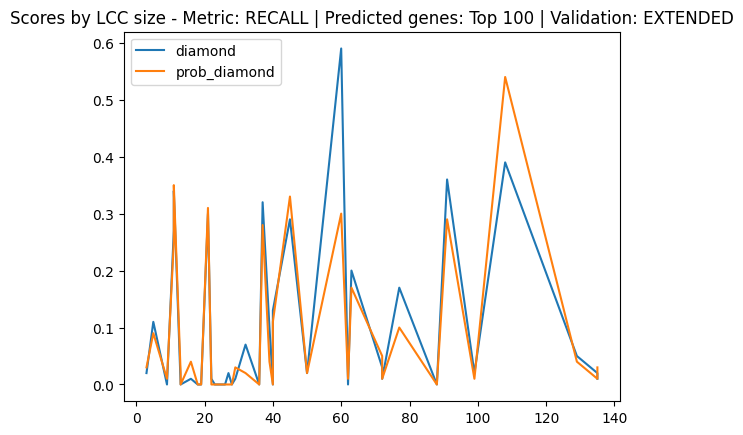 Scores by LCC size - Metric: RECALL | Predicted genes: Top 100 | Validation: EXTENDED
diamond
prob_diamond
0.6
0.5
0.4
0.3
0.2
0.1
0.0
0 20 40 60 80 100 120 140